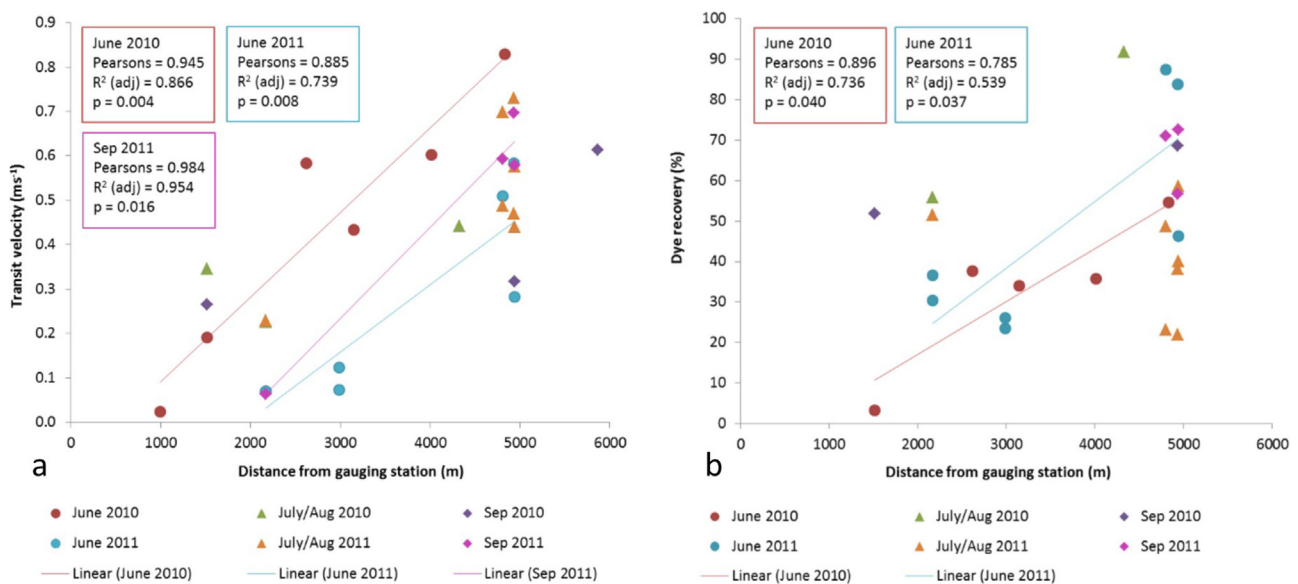 0.9
0.8
0.7
0.6
0.5
0.4
0.3
0.2
0.1
0.0
Transit velocity (ms⁻¹)
June 2010
Pearsons = 0.945
R² (adj) = 0.866
p = 0.004
June 2011
Pearsons = 0.885
R² (adj) = 0.739
p = 0.008
Sep 2011
Pearsons = 0.984
R² (adj) = 0.954
p = 0.016
0 1000 2000 3000 4000 5000 6000
Distance from gauging station (m)
a
June 2010 July/Aug 2010 Sep 2010
June 2011 July/Aug 2011 Sep 2011
Linear (June 2010) Linear (June 2011) Linear (Sep 2011)
100
90
80
70
60
50
40
30
20
10
0
Dye recovery (%)
June 2010
Pearsons = 0.896
R² (adj) = 0.736
p = 0.040
June 2011
Pearsons = 0.785
R² (adj) = 0.539
p = 0.037
0 1000 2000 3000 4000 5000 6000
Distance from gauging station (m)
b
June 2010 July/Aug 2010 Sep 2010
June 2011 July/Aug 2011 Sep 2011
Linear (June 2010) Linear (June 2011)